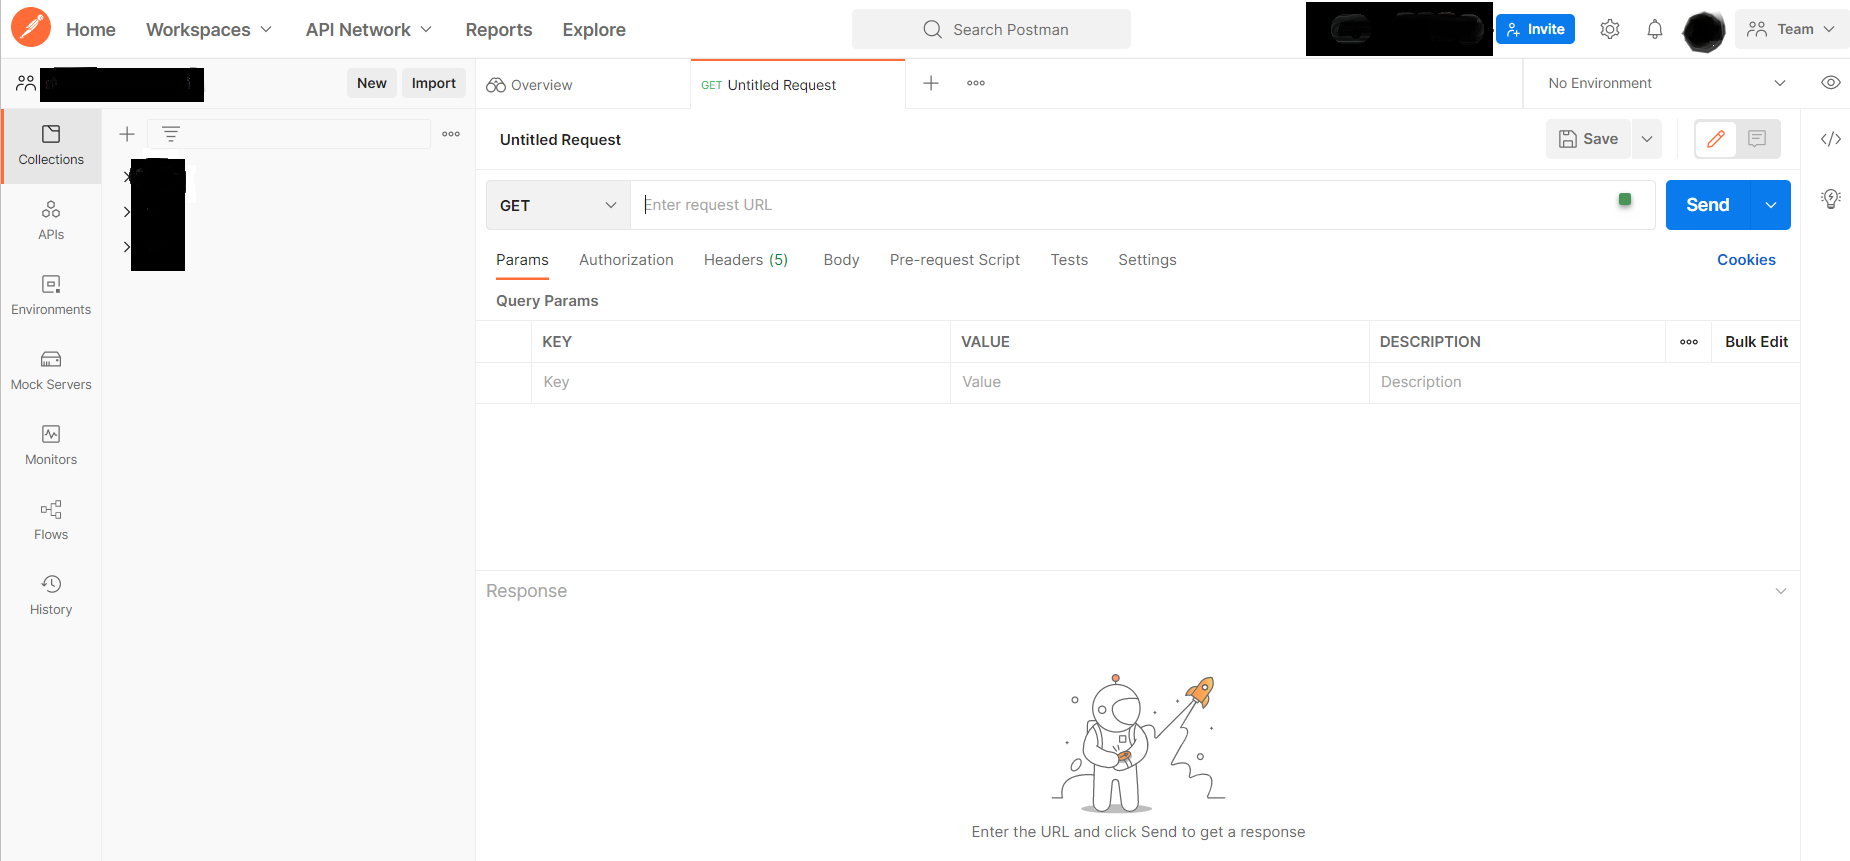 Home Workspaces API Network Reports Explore Search Postman Invite Team
New Import Overview GET Untitled Request No Environment
Collections
APIs
Environments
Mock Servers
Monitors
Flows
History
Untitled Request Save
GET Enter request URL Send
Params Authorization Headers (5) Body Pre-request Script Tests Settings Cookies
Query Params
KEY VALUE DESCRIPTION Bulk Edit
Key Value Description
Response
Enter the URL and click Send to get a response